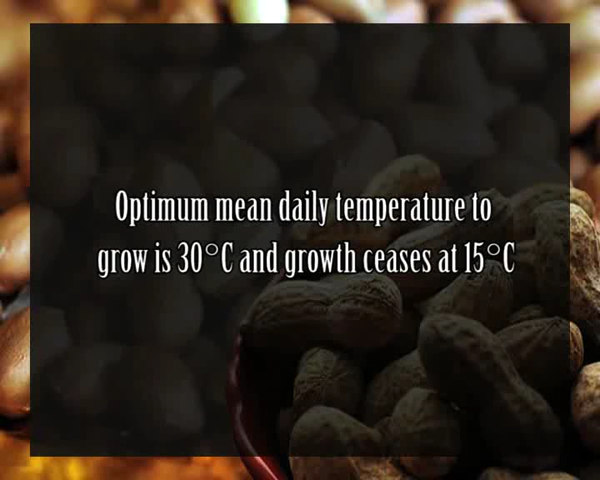 Optimum mean daily temperature to
grow is 30°C and growth ceases at 15°C